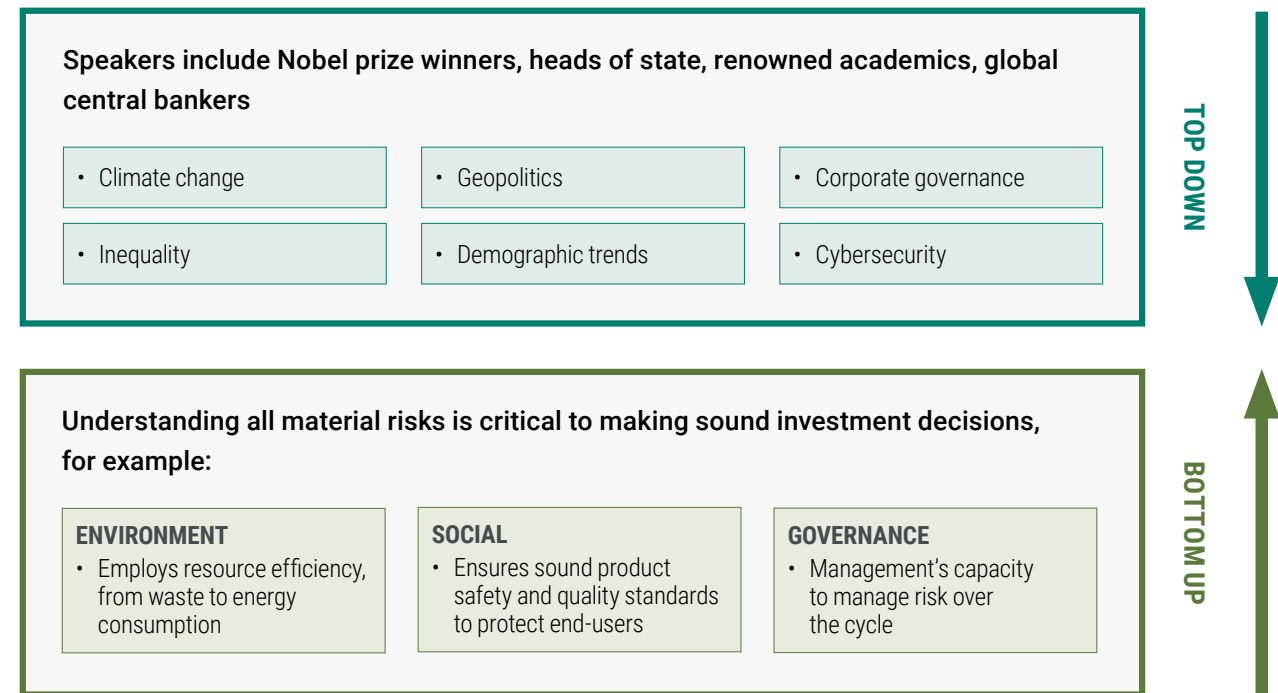 Speakers include Nobel prize winners, heads of state, renowned academics, global
central bankers
• Climate change
• Geopolitics
• Corporate governance
• Inequality
• Demographic trends
• Cybersecurity
TOP DOWN
Understanding all material risks is critical to making sound investment decisions,
for example:
ENVIRONMENT
• Employs resource efficiency,
from waste to energy
consumption
SOCIAL
• Ensures sound product
safety and quality standards
to protect end-users
GOVERNANCE
• Management’s capacity
to manage risk over
the cycle
BOTTOM UP